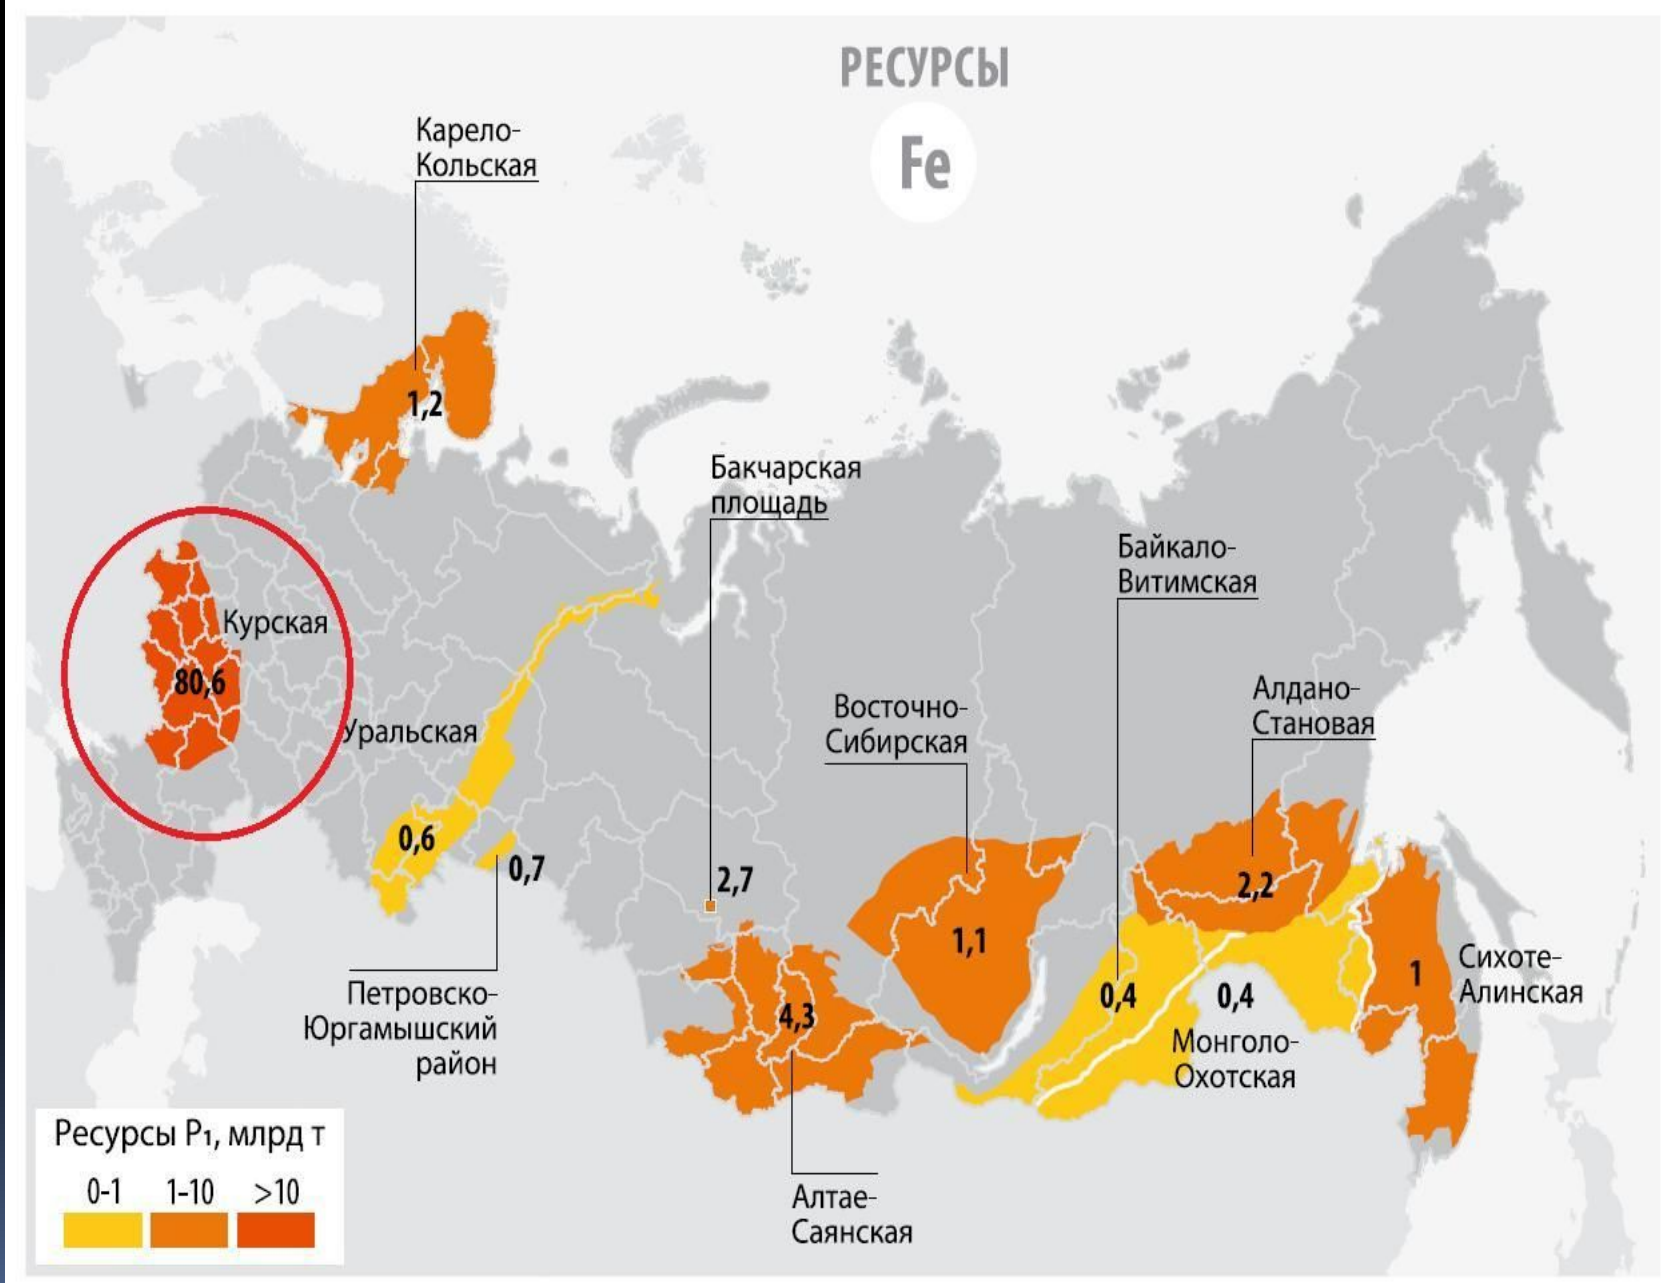 РЕСУРСЫ
Fe
Карело-
Кольская
1,2
Бакчарская
площадь
2,7
Байкало-
Витимская
0,4
Курская
80,6
Восточно-
Сибирская
1,1
Алдано-
Становая
2,2
Уральская
0,6
0,7
Петровско-
Юргамышский
район
4,3
Алтае-
Саянская
0,4
Монголо-
Охотская
1
Сихоте-
Алинская
Ресурсы P₁, млрд т
0-1 1-10 >10